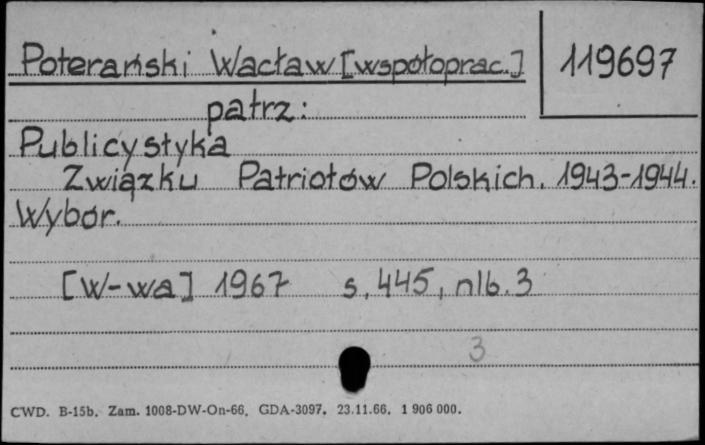 Poterański Wacław [współoprac.] 119697
patrz:
Publicystyka
Związku Patriotów Polskich. 1943-1944.
Wybór.
[W-wa] 1967 s. 445, nlb. 3
3
CWD. B-15b. Zam. 1008-DW-On-66. GDA-3097. 23.11.66. 1 906 000.